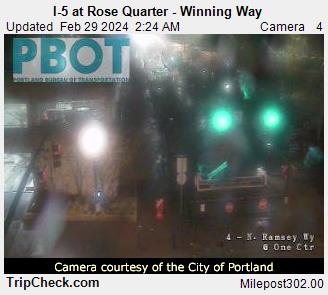 I-5 at Rose Quarter - Winning Way
Updated Feb 29 2024 2:24 AM Camera 4
PBOT
PORTLAND BUREAU OF TRANSPORTATION
4 - N. Ramsey Wy
@ One Ctr
Camera courtesy of the City of Portland
TripCheck.com Milepost302.00